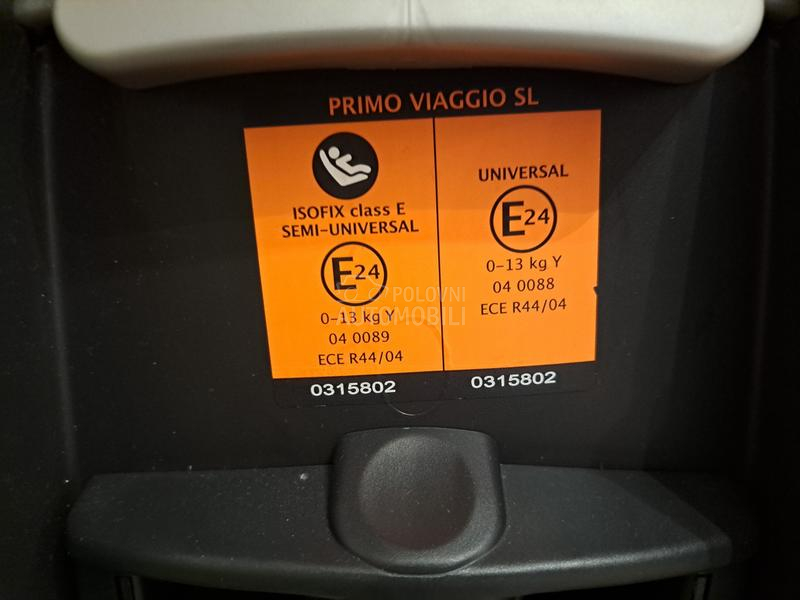 PRIMO VIAGGIO SL
ISOFIX class E
SEMI-UNIVERSAL
E24
0-13 kg Y
04 0089
ECE R44/04
0315802
UNIVERSAL
E24
0-13 kg Y
04 0088
ECE R44/04
0315802
POLOVNI
AUTOMOBILI